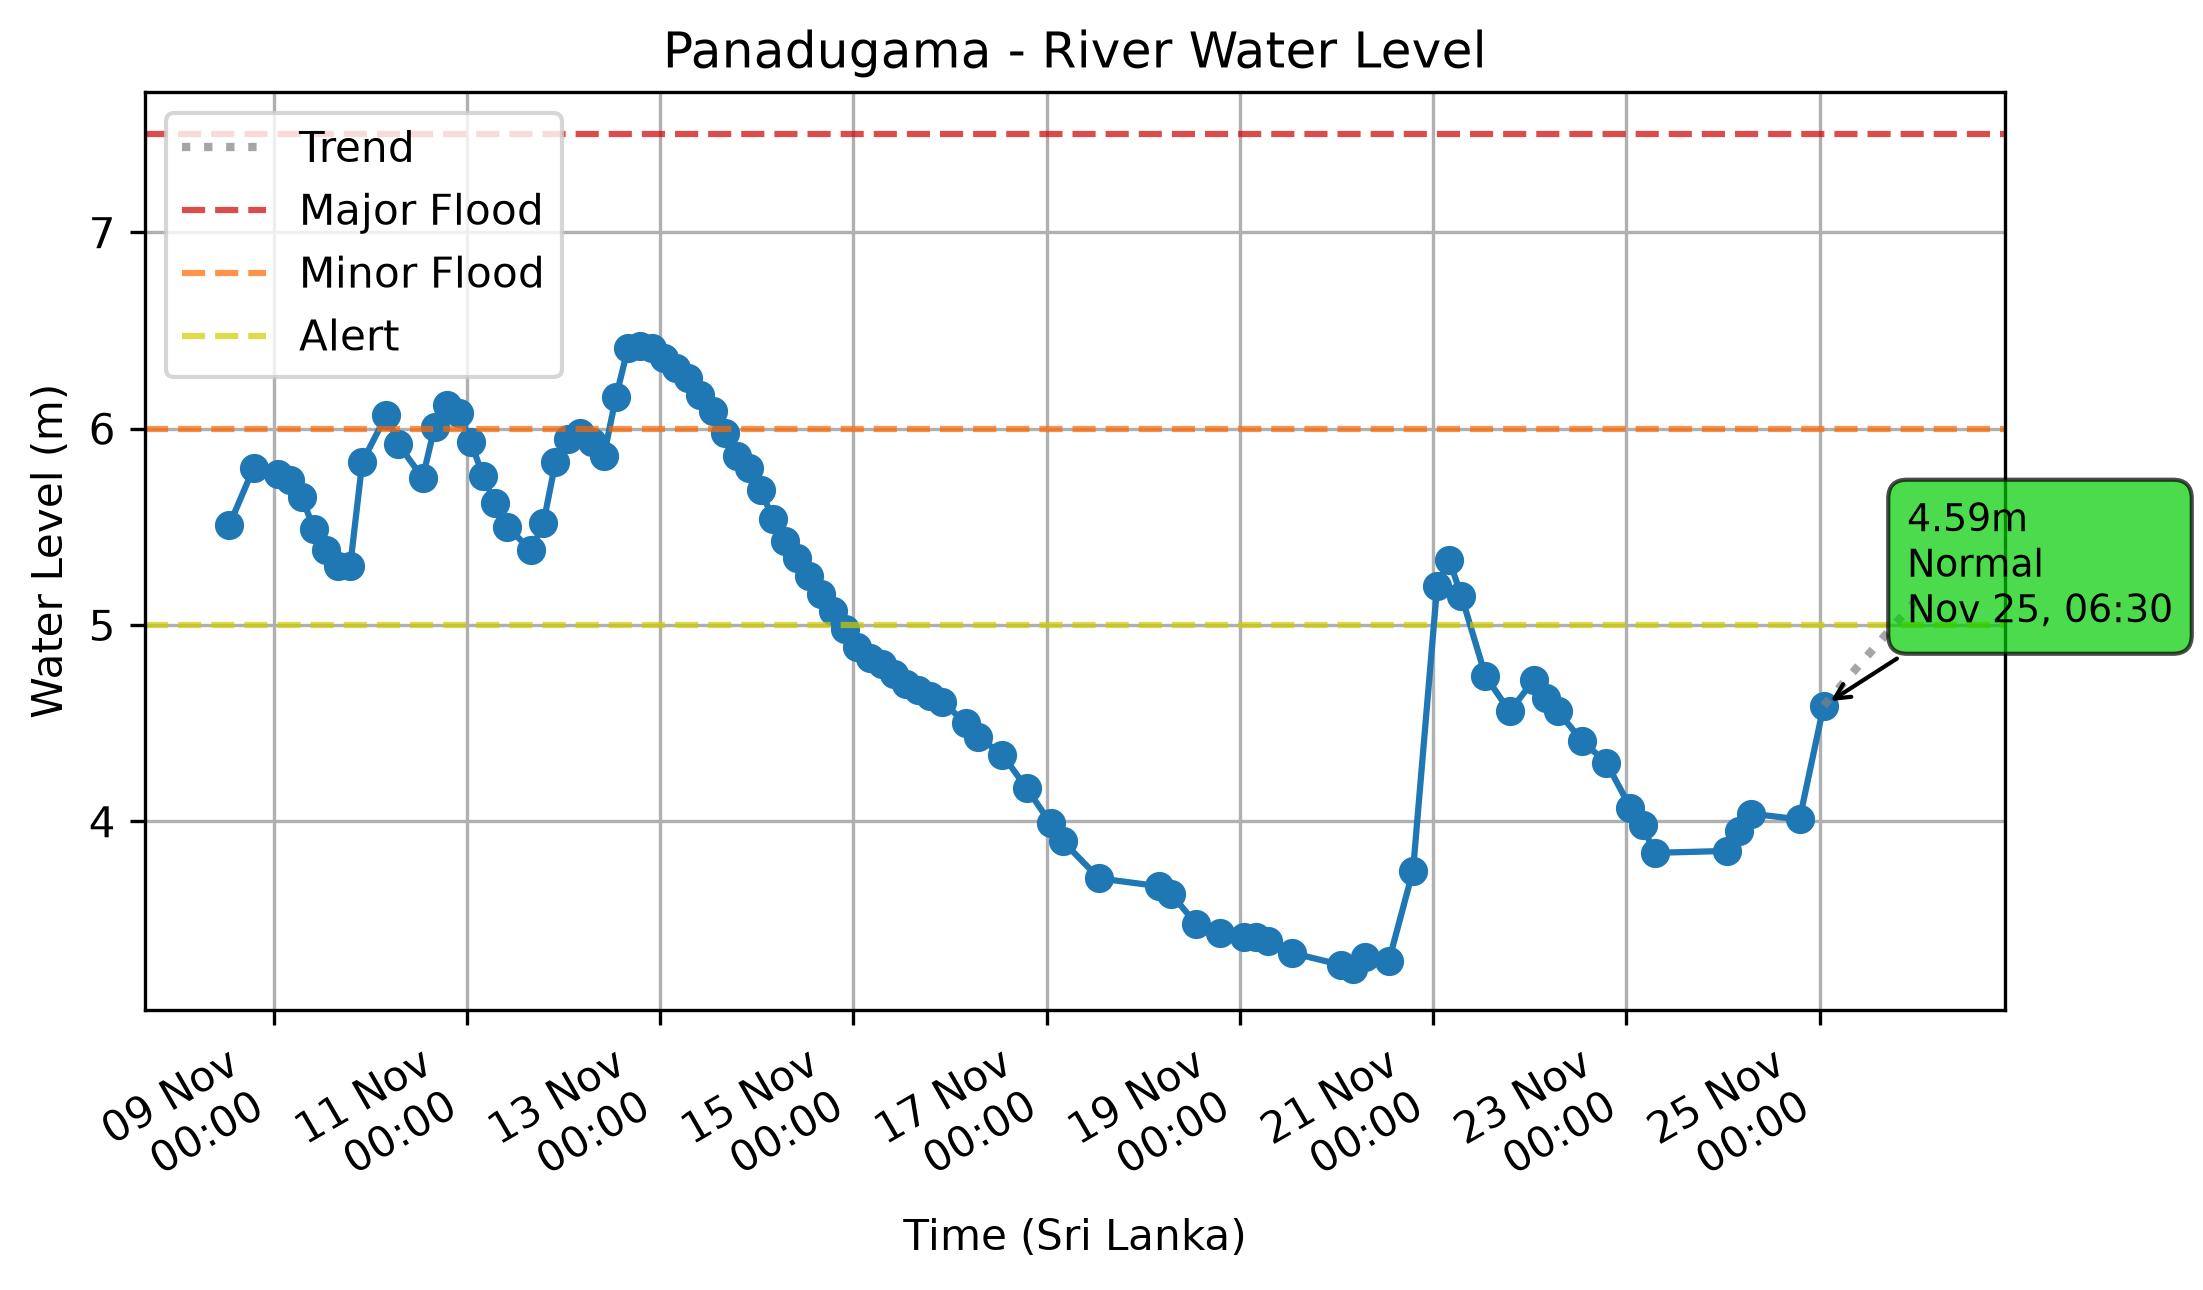 Panadugama - River Water Level
Trend
Major Flood
Minor Flood
Alert
Water Level (m)
7
6
5
4
4.59m
Normal
Nov 25, 06:30
09 Nov
00:00
11 Nov
00:00
13 Nov
00:00
15 Nov
00:00
17 Nov
00:00
19 Nov
00:00
21 Nov
00:00
23 Nov
00:00
25 Nov
00:00
Time (Sri Lanka)